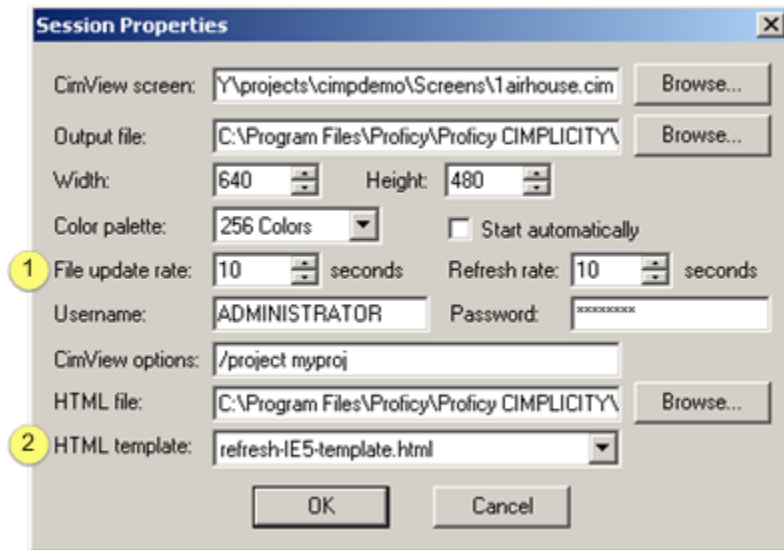 Session Properties
CimView screen: Y\projects\cimpdemo\Screens\1airhouse.cim Browse...
Output file: C:\Program Files\Proficy\Proficy CIMPLICITY\ Browse...
Width: 640 Height: 480
Color palette: 256 Colors Start automatically
1 File update rate: 10 seconds Refresh rate: 10 seconds
Username: ADMINISTRATOR Password: ********
CimView options: /project myproj
HTML file: C:\Program Files\Proficy\Proficy CIMPLICITY\ Browse...
2 HTML template: refresh-IE5-template.html
OK Cancel